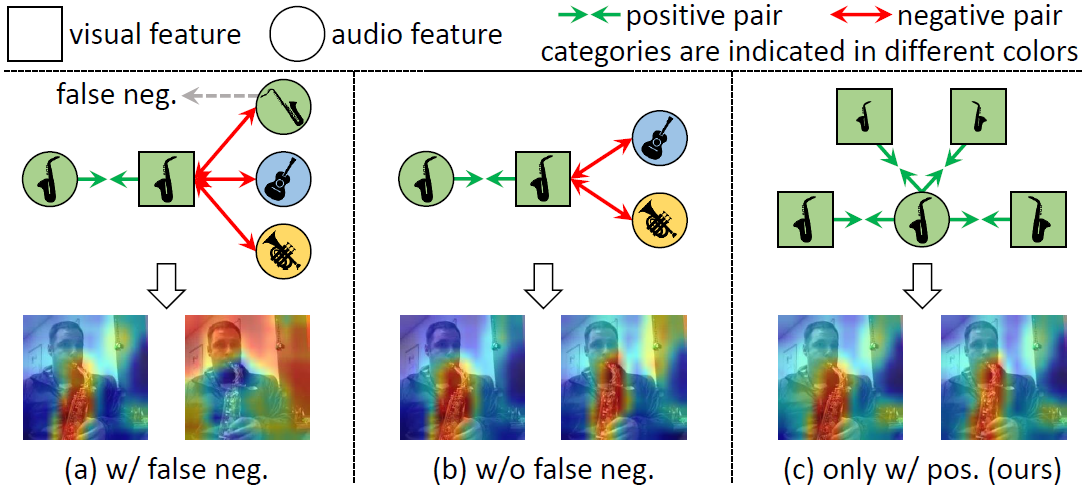 visual feature
audio feature
positive pair
negative pair
categories are indicated in different colors
false neg.
(a) w/ false neg.
(b) w/o false neg.
(c) only w/ pos. (ours)